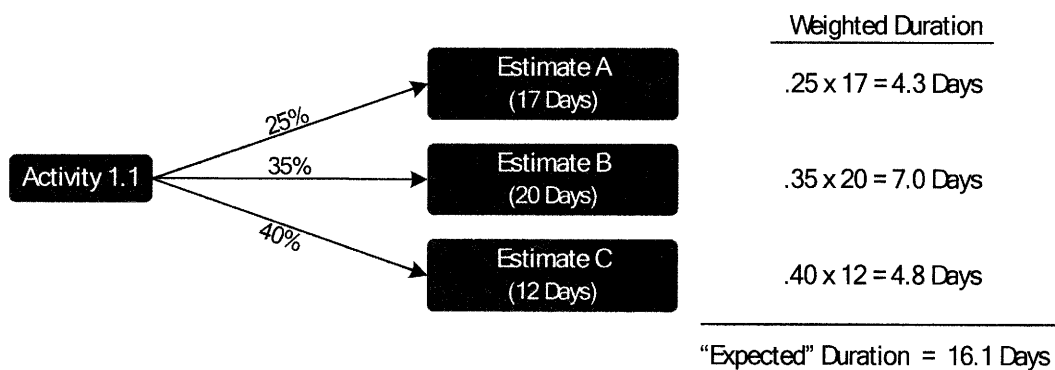 Weighted Duration
Estimate A
(17 Days)
.25 x 17 = 4.3 Days
25%
Activity 1.1
35%
Estimate B
(20 Days)
.35 x 20 = 7.0 Days
40%
Estimate C
(12 Days)
.40 x 12 = 4.8 Days
“Expected” Duration = 16.1 Days